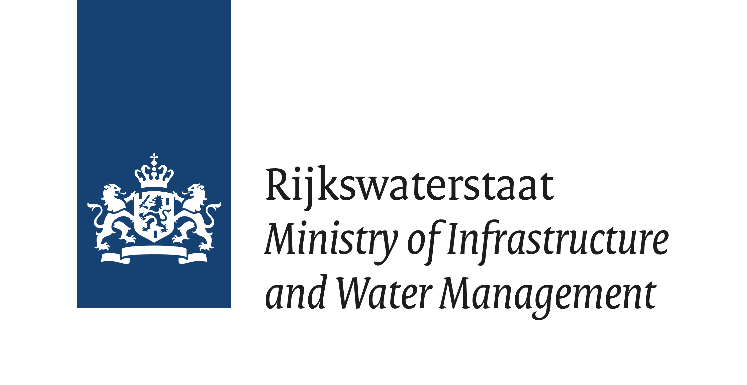 Rijkswaterstaat
Ministry of Infrastructure
and Water Management